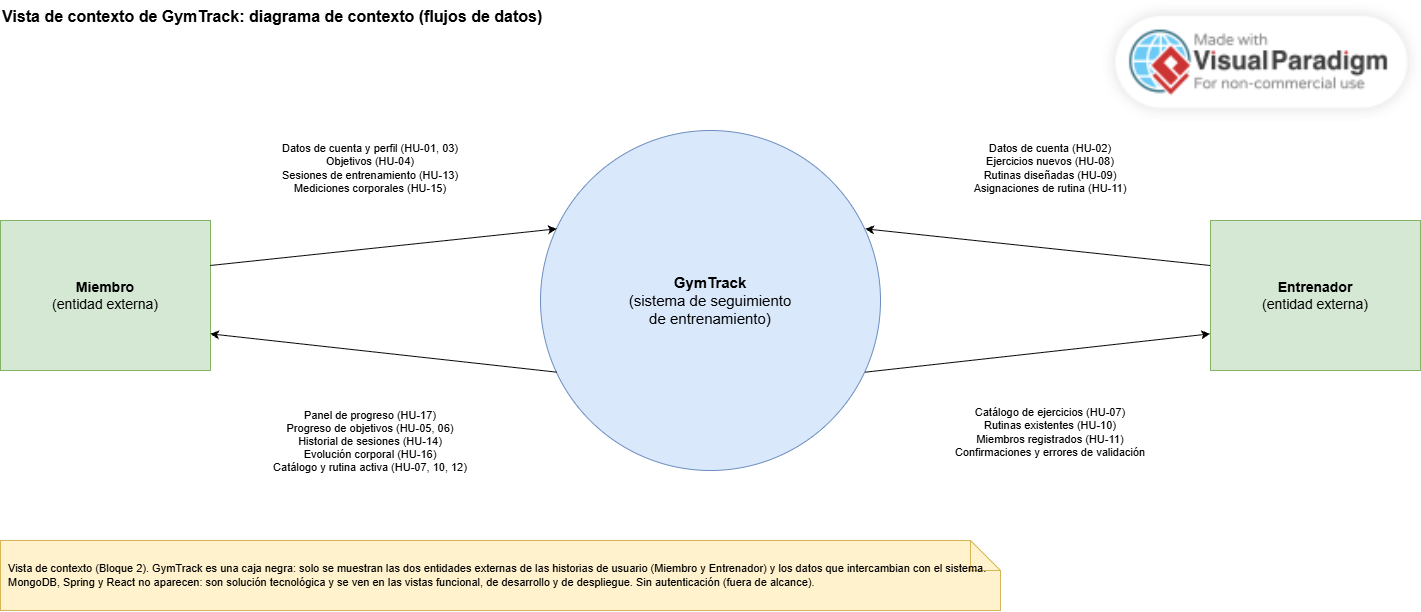 Vista de contexto de GymTrack: diagrama de contexto (flujos de datos)
Made with
VisualParadigm
For non-commercial use
Datos de cuenta y perfil (HU-01, 03)
Objetivos (HU-04)
Sesiones de entrenamiento (HU-13)
Mediciones corporales (HU-15)
Datos de cuenta (HU-02)
Ejercicios nuevos (HU-08)
Rutinas diseñadas (HU-09)
Asignaciones de rutina (HU-11)
Miembro
(entidad externa)
GymTrack
(sistema de seguimiento
de entrenamiento)
Entrenador
(entidad externa)
Panel de progreso (HU-17)
Progreso de objetivos (HU-05, 06)
Historial de sesiones (HU-14)
Evolución corporal (HU-16)
Catálogo y rutina activa (HU-07, 10, 12)
Catálogo de ejercicios (HU-07)
Rutinas existentes (HU-10)
Miembros registrados (HU-11)
Confirmaciones y errores de validación
Vista de contexto (Bloque 2). GymTrack es una caja negra: solo se muestran las dos entidades externas de las historias de usuario (Miembro y Entrenador) y los datos que intercambian con el sistema.
MongoDB, Spring y React no aparecen: son solución tecnológica y se ven en las vistas funcional, de desarrollo y de despliegue. Sin autenticación (fuera de alcance).